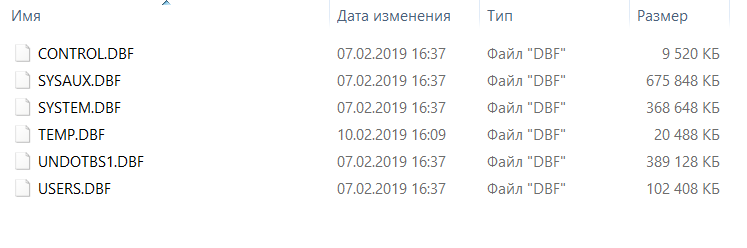 Имя Дата изменения Тип Размер
CONTROL.DBF 07.02.2019 16:37 Файл "DBF" 9 520 КБ
SYSAUX.DBF 07.02.2019 16:37 Файл "DBF" 675 848 КБ
SYSTEM.DBF 07.02.2019 16:37 Файл "DBF" 368 648 КБ
TEMP.DBF 10.02.2019 16:09 Файл "DBF" 20 488 КБ
UNDOTBS1.DBF 07.02.2019 16:37 Файл "DBF" 389 128 КБ
USERS.DBF 07.02.2019 16:37 Файл "DBF" 102 408 КБ